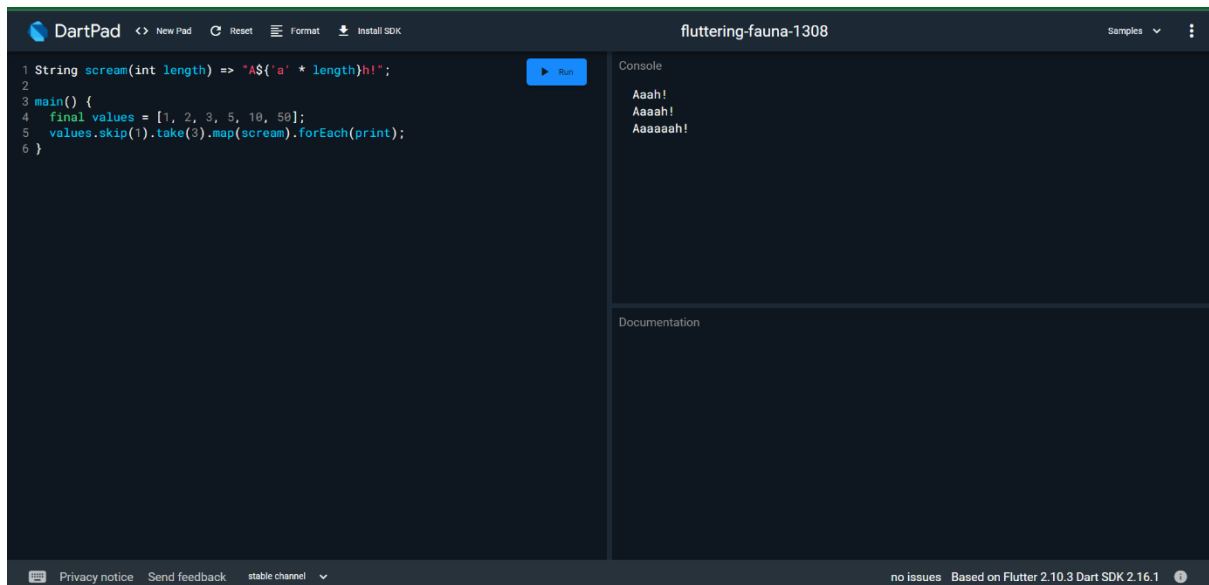 DartPad <> New Pad Reset Format Install SDK fluttering-fauna-1308 Samples
1 String scream(int length) => "A${'a' * length}h!";
2
3 main() {
4   final values = [1, 2, 3, 5, 10, 50];
5   values.skip(1).take(3).map(scream).forEach(print);
6 }
Run
Console
Aaah!
Aaaah!
Aaaaaah!
Documentation
Privacy notice Send feedback stable channel no issues Based on Flutter 2.10.3 Dart SDK 2.16.1